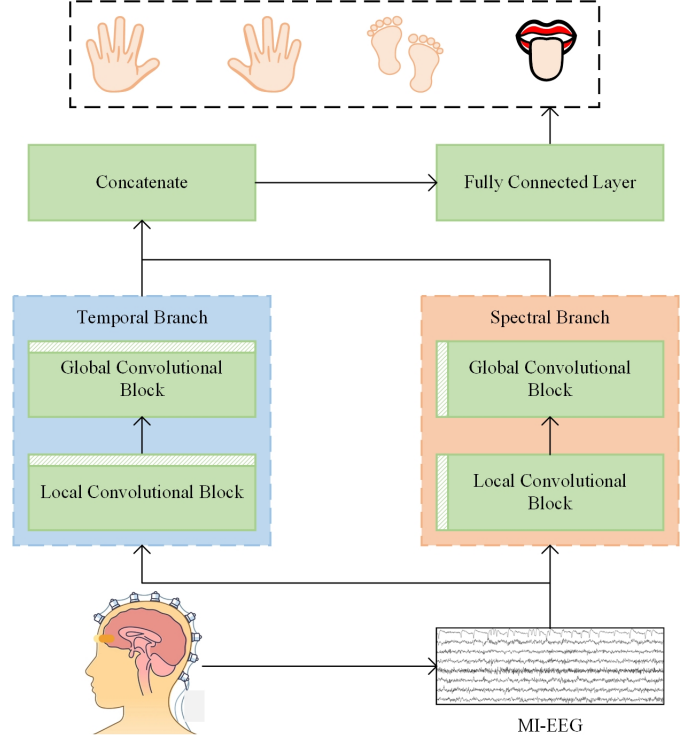 Concatenate
Fully Connected Layer
Temporal Branch
Global Convolutional
Block
Local Convolutional Block
Spectral Branch
Global Convolutional
Block
Local Convolutional
Block
MI-EEG